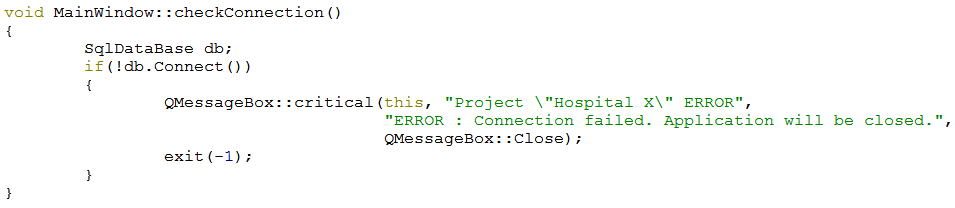 void MainWindow::checkConnection()
{
        SqlDataBase db;
        if(!db.Connect())
        {
                QMessageBox::critical(this, "Project \"Hospital X\" ERROR",
                                      "ERROR : Connection failed. Application will be closed.",
                                      QMessageBox::Close);
                exit(-1);
        }
}